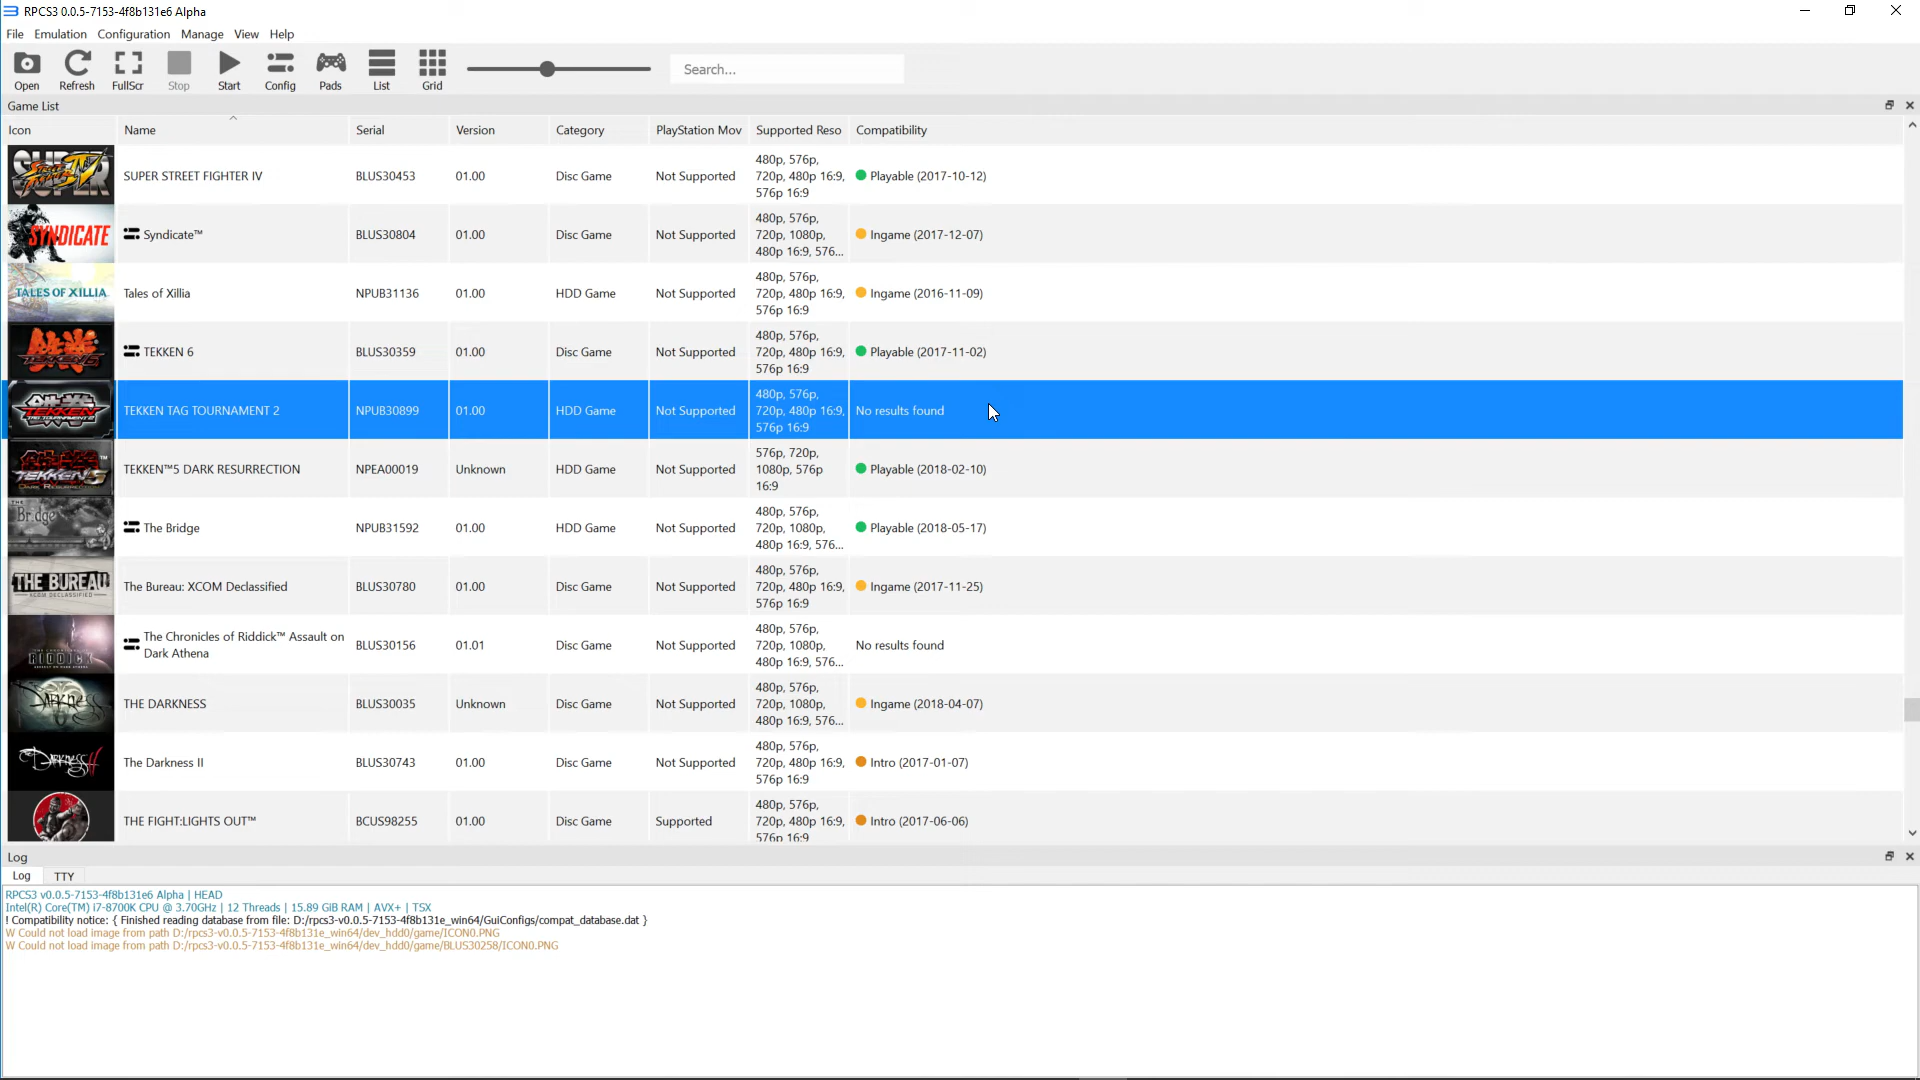 RPCS3 0.0.5-7153-4f8b131e6 Alpha
File Emulation Configuration Manage View Help
Open Refresh FullScr Stop Start Config Pads List Grid Search...
Game List
Icon Name Serial Version Category PlayStation Mov Supported Reso Compatibility
SUPER STREET FIGHTER IV BLUS30453 01.00 Disc Game Not Supported 480p, 576p,
720p, 480p 16:9,
576p 16:9
Playable (2017-10-12)
SYNDICATE
Syndicate™ BLUS30804 01.00 Disc Game Not Supported 480p, 576p,
720p, 1080p,
480p 16:9, 576...
Ingame (2017-12-07)
TALES OF XILLIA
Tales of Xillia NPUB31136 01.00 HDD Game Not Supported 480p, 576p,
720p, 480p 16:9,
576p 16:9
Ingame (2016-11-09)
TEKKEN 6 BLUS30359 01.00 Disc Game Not Supported 480p, 576p,
720p, 480p 16:9,
576p 16:9
Playable (2017-11-02)
TEKKEN
TEKKEN TAG TOURNAMENT 2 NPUB30899 01.00 HDD Game Not Supported 480p, 576p,
720p, 480p 16:9,
576p 16:9
No results found
TEKKEN 5
TEKKEN™5 DARK RESURRECTION NPEA00019 Unknown HDD Game Not Supported 576p, 720p,
1080p, 576p
16:9
Playable (2018-02-10)
The Bridge NPUB31592 01.00 HDD Game Not Supported 480p, 576p,
720p, 1080p,
480p 16:9, 576...
Playable (2018-05-17)
THE BUREAU
XCOM DECLASSIFIED
The Bureau: XCOM Declassified BLUS30780 01.00 Disc Game Not Supported 480p, 576p,
720p, 480p 16:9,
576p 16:9
Ingame (2017-11-25)
RIDDICK
The Chronicles of Riddick™ Assault on
Dark Athena
BLUS30156 01.01 Disc Game Not Supported 480p, 576p,
720p, 1080p,
480p 16:9, 576...
No results found
DARKNESS
THE DARKNESS BLUS30035 Unknown Disc Game Not Supported 480p, 576p,
720p, 1080p,
480p 16:9, 576...
Ingame (2018-04-07)
DARKNESS II
The Darkness II BLUS30743 01.00 Disc Game Not Supported 480p, 576p,
720p, 480p 16:9,
576p 16:9
Intro (2017-01-07)
THE FIGHT:LIGHTS OUT™ BCUS98255 01.00 Disc Game Supported 480p, 576p,
720p, 480p 16:9,
576p 16:9
Intro (2017-06-06)
Log
Log TTY
RPCS3 v0.0.5-7153-4f8b131e6 Alpha | HEAD
Intel(R) Core(TM) i7-8700K CPU @ 3.70GHz | 12 Threads | 15.89 GiB RAM | AVX+ | TSX
! Compatibility notice: { Finished reading database from file: D:/rpcs3-v0.0.5-7153-4f8b131e_win64/GuiConfigs/compat_database.dat }
W Could not load image from path D:/rpcs3-v0.0.5-7153-4f8b131e_win64/dev_hdd0/game/ICON0.PNG
W Could not load image from path D:/rpcs3-v0.0.5-7153-4f8b131e_win64/dev_hdd0/game/BLUS30258/ICON0.PNG